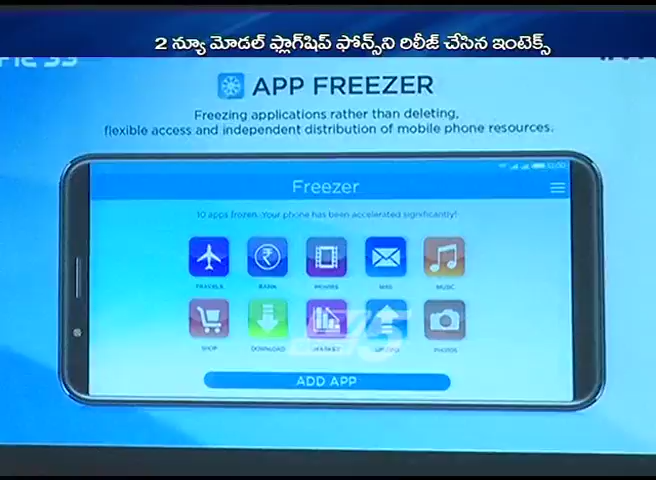 2 న్యూ మోడల్ ఫ్లాగ్‌షిప్ ఫోన్స్‌ని రిలీజ్ చేసిన ఇంటెక్స్
APP FREEZER
Freezing applications rather than deleting,
flexible access and independent distribution of mobile phone resources.
Freezer
10 apps frozen. Your phone has been accelerated significantly!
TRAVELS BANK MOVIES MAIL MUSIC
SHOP DOWNLOAD MARKET PHOTOS
ADD APP